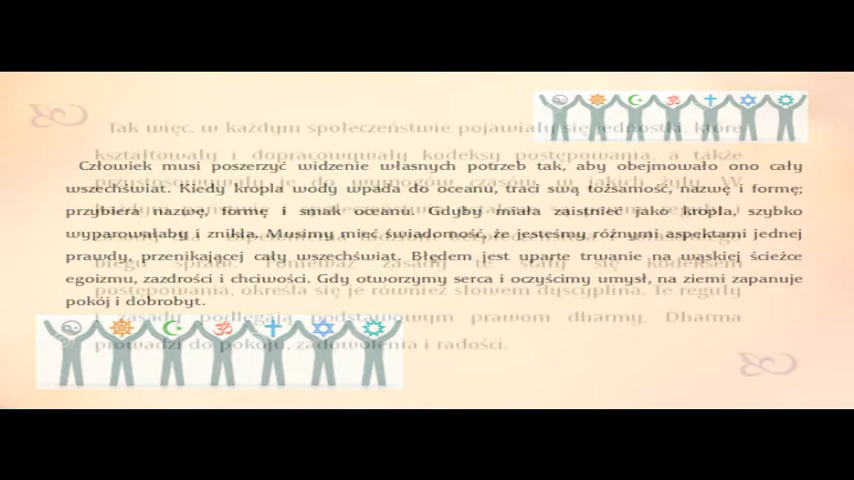 Tak więc, w każdym społeczeństwie pojawiały się jednostki, które
kształtowały i dopracowywały kodeksy postępowania, a także
Człowiek musi poszerzyć widzenie własnych potrzeb tak, aby obejmowało ono cały
wszechświat. Kiedy kropla wody wpada do oceanu, traci swą tożsamość, nazwę i formę;
przybiera nazwę, formę i smak oceanu. Gdyby miała zaistnieć jako kropla, szybko
wyparowałaby i znikła. Musimy mieć świadomość, że jesteśmy różnymi aspektami jednej
prawdy, przenikającej cały wszechświat. Błędem jest uparte trwanie na wąskiej ścieżce
egoizmu, zazdrości i chciwości. Gdy otworzymy serca i oczyścimy umysł, na ziemi zapanuje
postępowania, określa się je również słowem dyscyplina. Te reguły
pokój i dobrobyt.
i zasady podlegają podstawowym prawom dharmy. Dharma
prowadzi do pokoju, zadowolenia i radości.